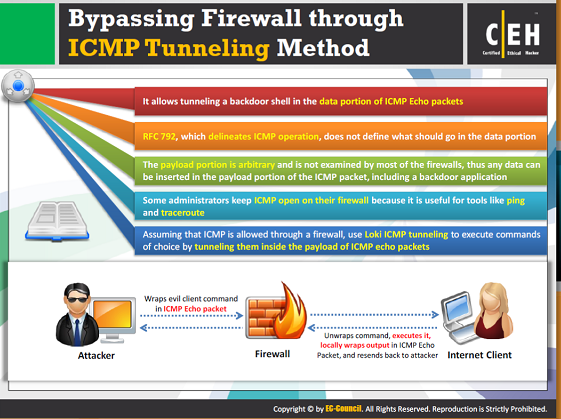 Bypassing Firewall through
ICMP Tunneling Method
C|EH
Certified Ethical Hacker
It allows tunneling a backdoor shell in the data portion of ICMP Echo packets
RFC 792, which delineates ICMP operation, does not define what should go in the data portion
The payload portion is arbitrary and is not examined by most of the firewalls, thus any data can
be inserted in the payload portion of the ICMP packet, including a backdoor application
Some administrators keep ICMP open on their firewall because it is useful for tools like ping
and traceroute
Assuming that ICMP is allowed through a firewall, use Loki ICMP tunneling to execute commands
of choice by tunneling them inside the payload of ICMP echo packets
Wraps evil client command
in ICMP Echo packet
Unwraps command, executes it,
locally wraps output in ICMP Echo
Packet, and resends back to attacker
Attacker
Firewall
Internet Client
Copyright © by EC-Council. All Rights Reserved. Reproduction is Strictly Prohibited.